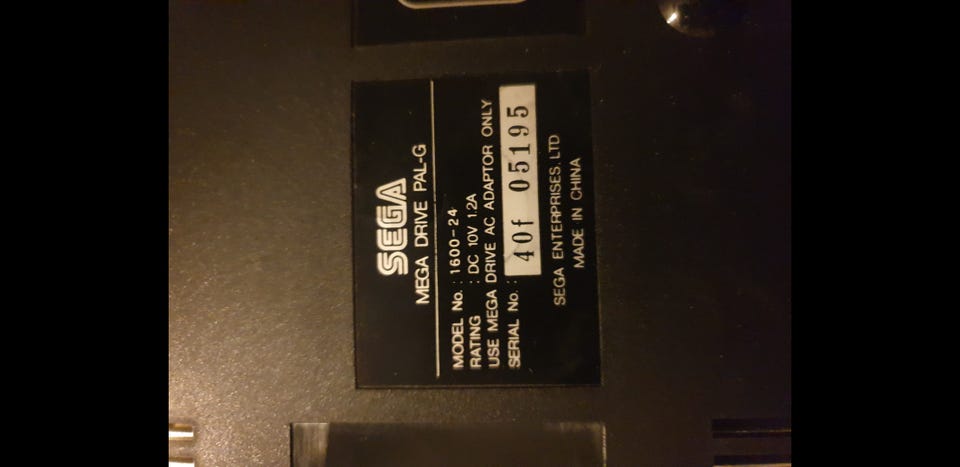 SEGA
MEGA DRIVE PAL-G
MODEL No. : 1600-24
RATING : DC 10V 1.2A
USE MEGA DRIVE AC ADAPTOR ONLY
SERIAL No. : 40f 05195
SEGA ENTERPRISES. LTD
MADE IN CHINA